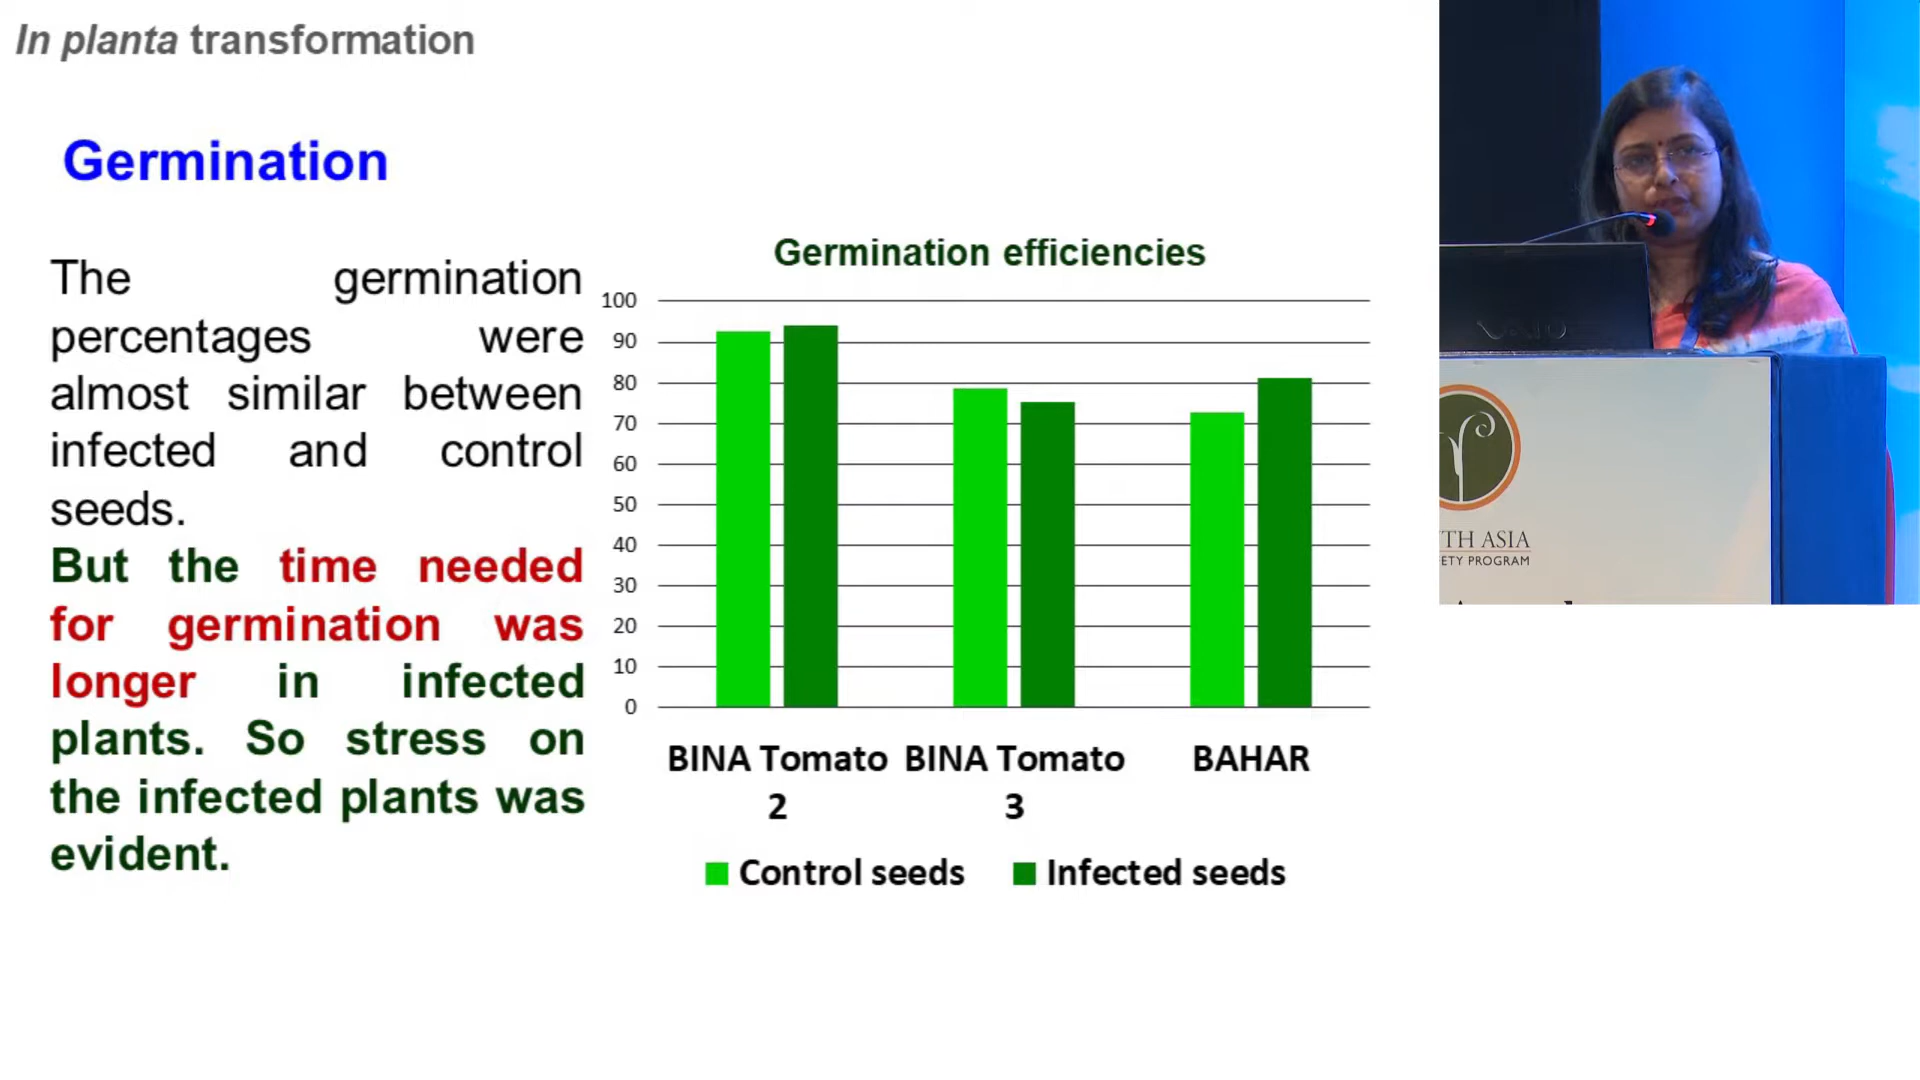 In planta transformation
Germination
The germination
percentages were
almost similar between
infected and control
seeds.
But the time needed
for germination was
longer in infected
plants. So stress on
the infected plants was
evident.
Germination efficiencies
100
90
80
70
60
50
40
30
20
10
0
BINA Tomato 2
BINA Tomato 3
BAHAR
Control seeds
Infected seeds
VAIO
TH ASIA
ETY PROGRAM